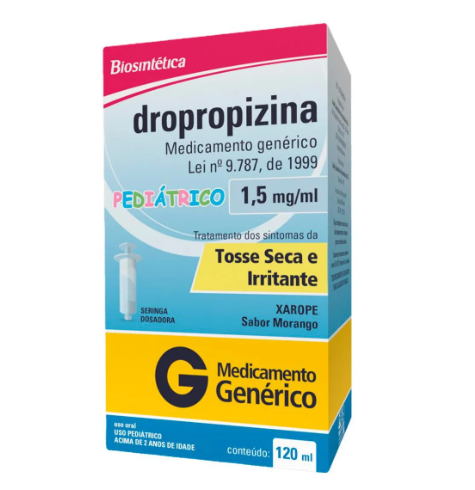 Biosintética
dropropizina
Medicamento genérico
Lei nº 9.787, de 1999
PEDIÁTRICO 1,5 mg/ml
Tratamento dos sintomas da
Tosse Seca e
Irritante
SERINGA
DOSADORA
XAROPE
Sabor Morango
G Medicamento
Genérico
uso oral
USO PEDIÁTRICO
ACIMA DE 2 ANOS DE IDADE
conteúdo: 120 ml